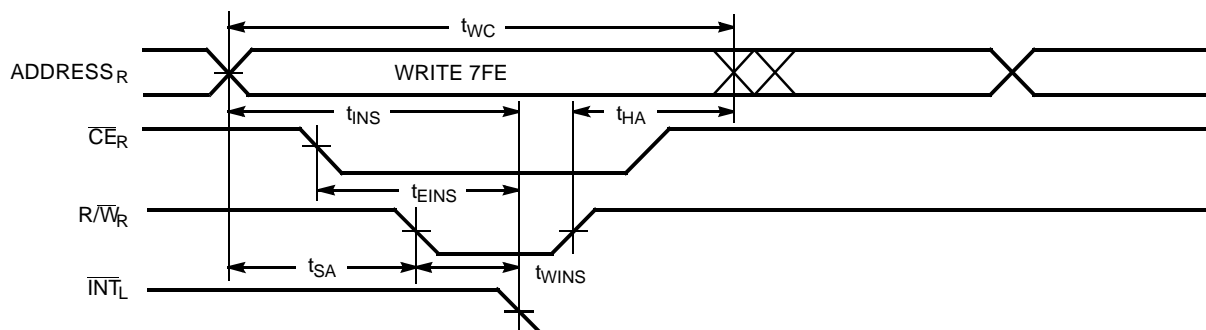 tWC
ADDRESSR
WRITE 7FE
tINS
tHA
CER
tEINS
R/WR
tSA
tWINS
INTL